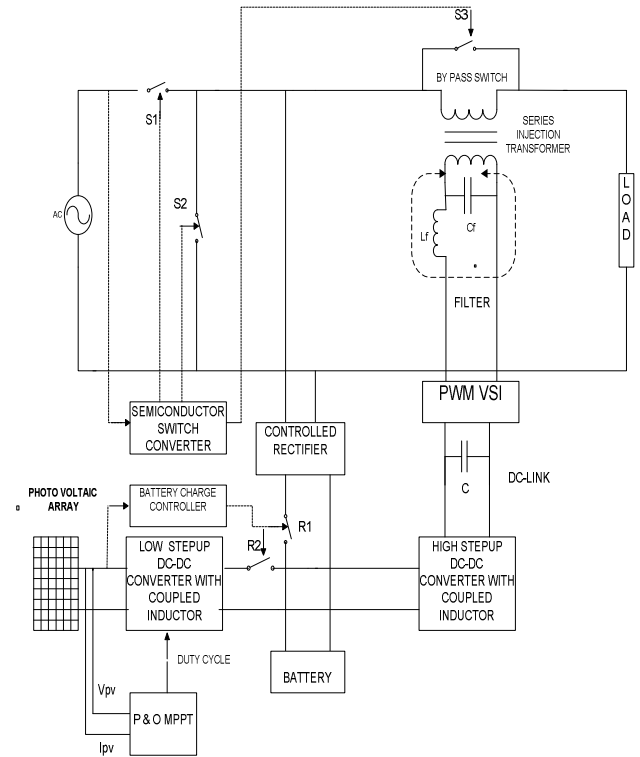 S3
BY PASS SWITCH
SERIES
INJECTION
TRANSFORMER
S1
S2
AC
Lf
Cf
LOAD
FILTER
PWM VSI
SEMICONDUCTOR
SWITCH
CONVERTER
CONTROLLED
RECTIFIER
C
DC-LINK
PHOTO VOLTAIC
ARRAY
BATTERY CHARGE
CONTROLLER
R1
R2
LOW STEPUP
DC-DC
CONVERTER WITH
COUPLED
INDUCTOR
HIGH STEPUP
DC-DC
CONVERTER WITH
COUPLED
INDUCTOR
DUTY CYCLE
BATTERY
Vpv
P & O MPPT
Ipv